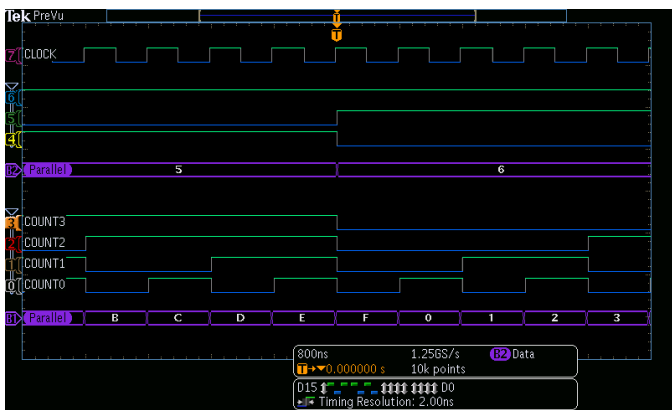 Tek PreVu
T
T
7 CLOCK
6
5
4
B2 Parallel 5 6
3 COUNT3
2 COUNT2
1 COUNT1
0 COUNT0
B1 Parallel B C D E F 0 1 2 3
800ns 1.25GS/s B2 Data
T→▼0.000000 s 10k points
D15 D0
Timing Resolution: 2.00ns